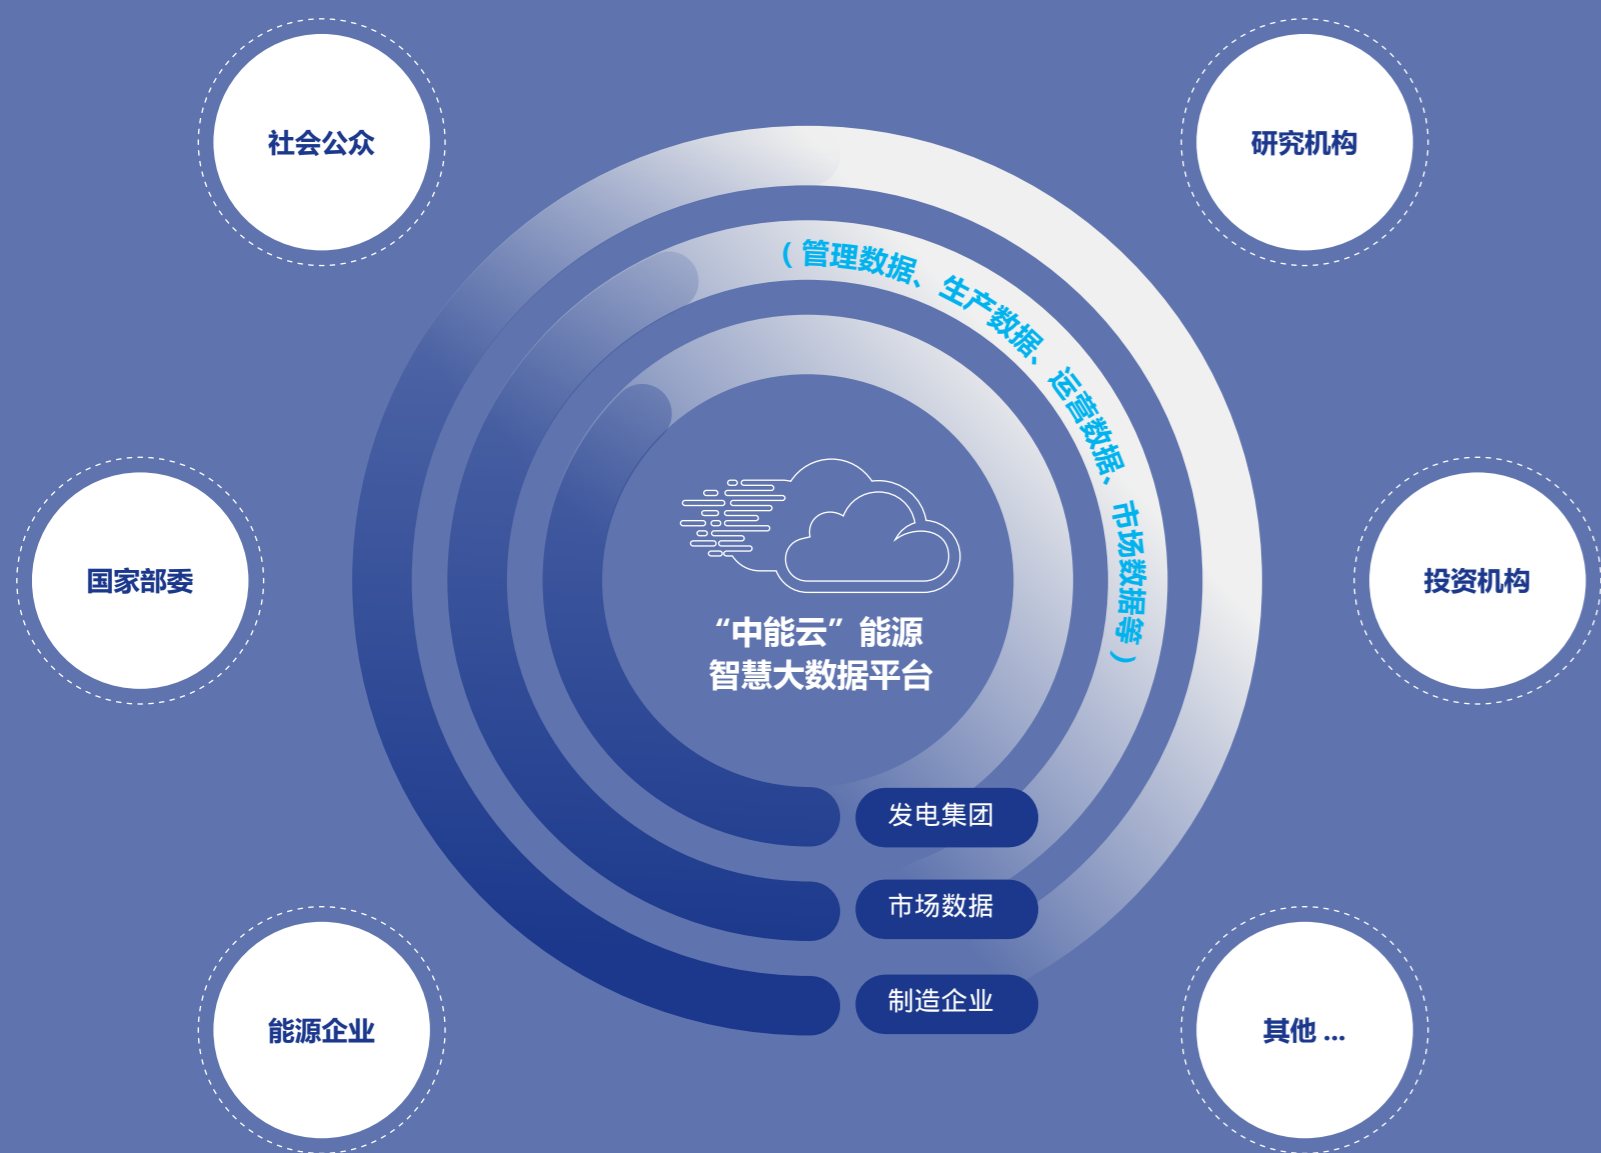 社会公众
研究机构
（管理数据、生产数据、运营数据、市场数据等）
国家部委
投资机构
“中能云”能源
智慧大数据平台
发电集团
市场数据
制造企业
能源企业
其他 ...